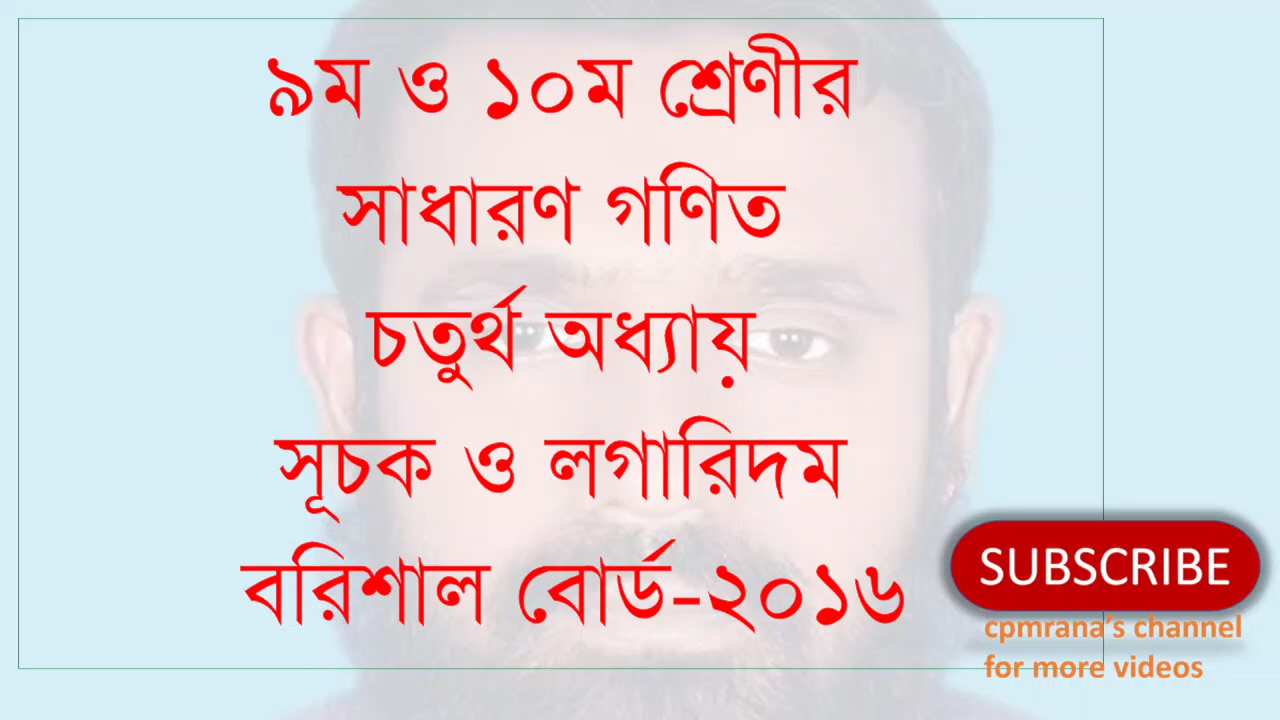 ৯ম ও ১০ম শ্রেণীর
সাধারণ গণিত
চতুর্থ অধ্যায়
সূচক ও লগারিদম
বরিশাল বোর্ড-২০১৬
SUBSCRIBE
cpmrana’s channel
for more videos